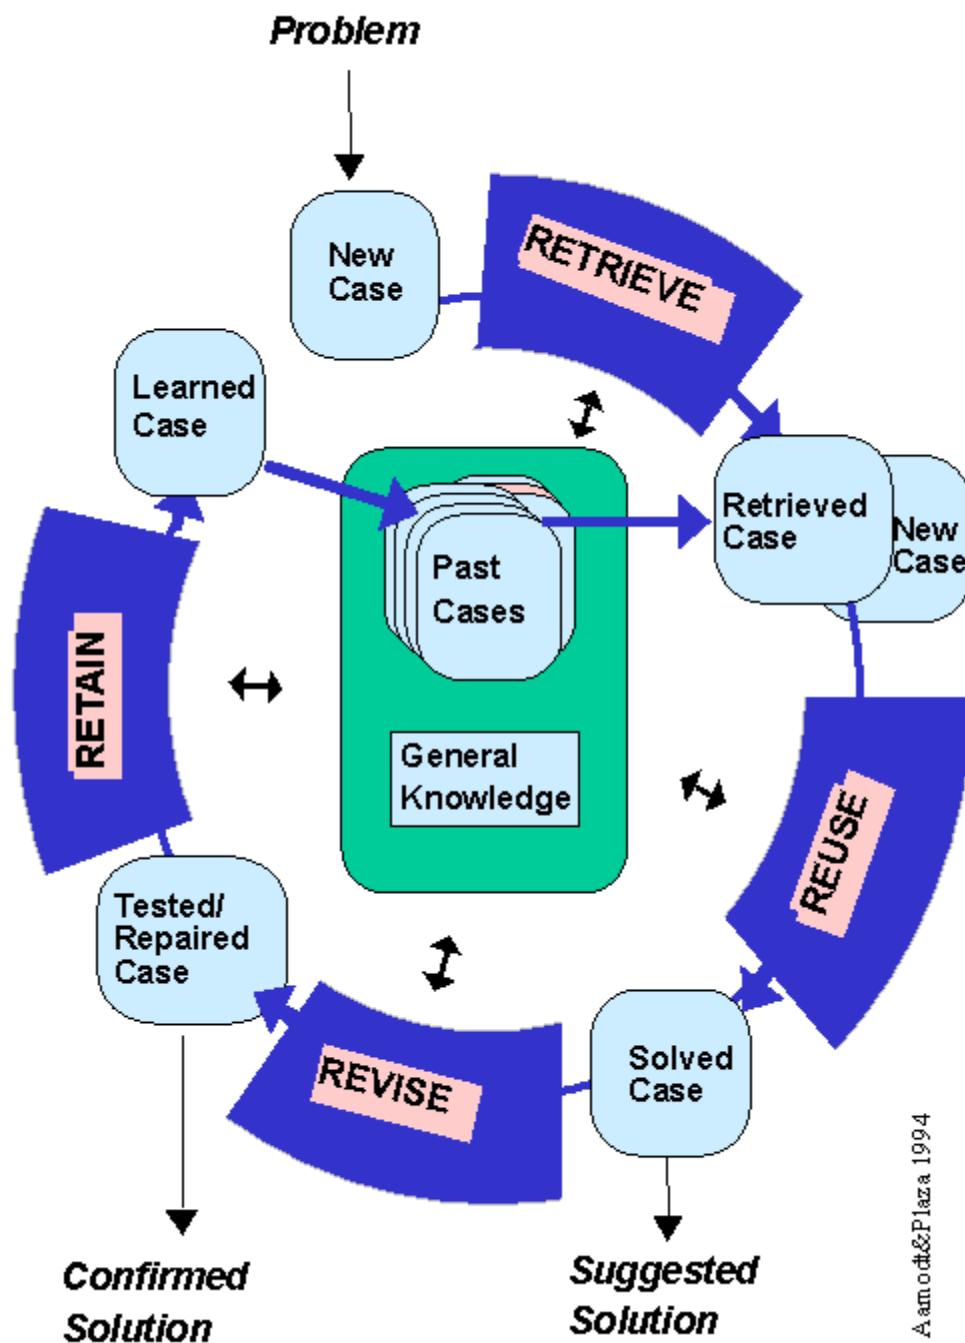 Problem
New
Case
RETRIEVE
Learned
Case
Retrieved
Case
New
Case
Past
Cases
RETAIN
General
Knowledge
REUSE
Tested/
Repaired
Case
REVISE
Solved
Case
Confirmed
Solution
Suggested
Solution
Aamodt&Plaza 1994